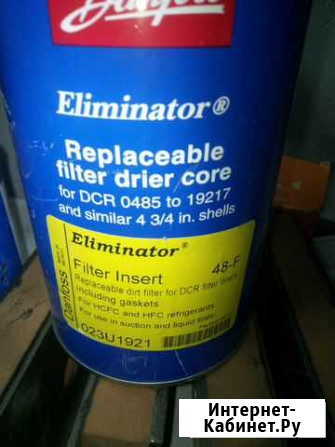 Danfoss
Eliminator®
Replaceable
filter drier core
for DCR 0485 to 19217
and similar 4 3/4 in. shells
Eliminator®
Filter Insert 48-F
Replaceable dirt filter for DCR filter driers
including gaskets
For HCFC and HFC refrigerants
For use in suction and liquid lines
023U1921
Danfoss
Интернет-
Кабинет.Ру